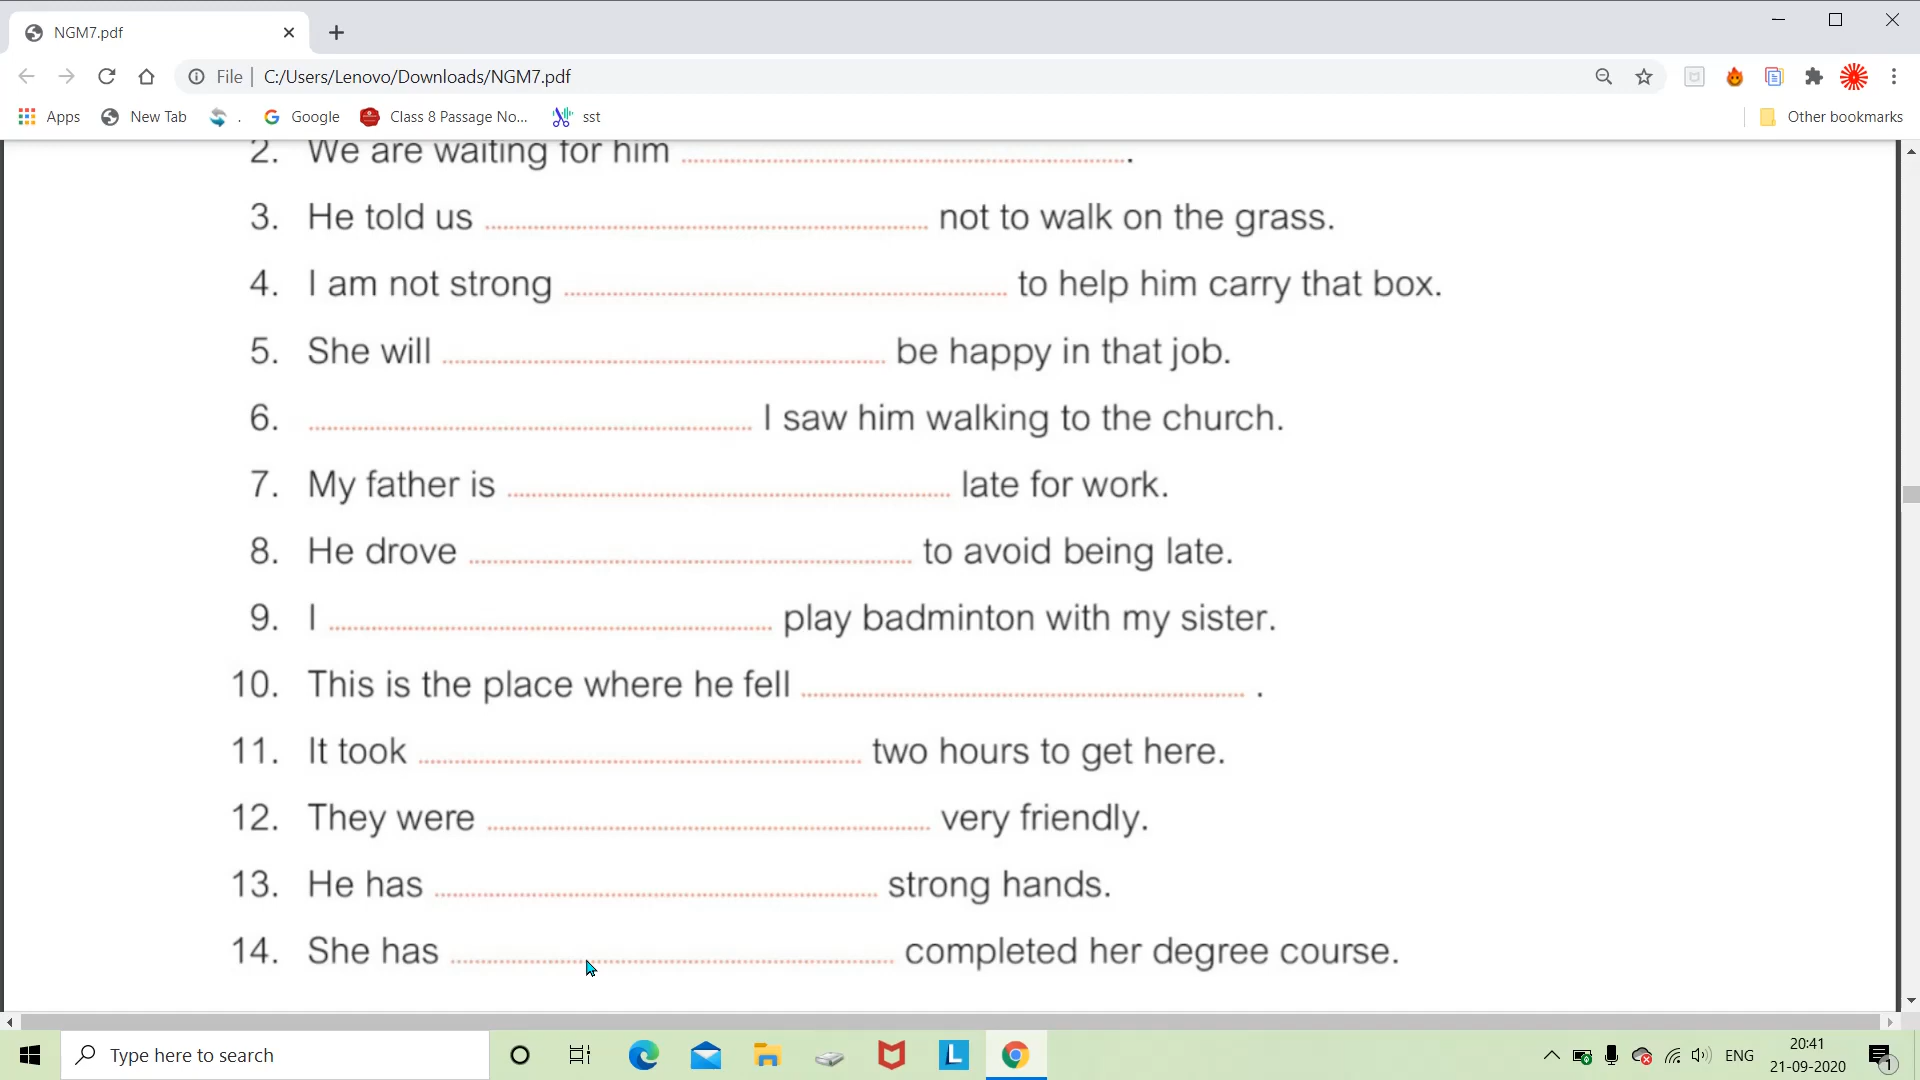 NGM7.pdf
File C:/Users/Lenovo/Downloads/NGM7.pdf
Apps New Tab . Google Class 8 Passage No... sst Other bookmarks
2. We are waiting for him ........................ .
3. He told us ........................ not to walk on the grass.
4. I am not strong ........................ to help him carry that box.
5. She will ........................ be happy in that job.
6. ........................ I saw him walking to the church.
7. My father is ........................ late for work.
8. He drove ........................ to avoid being late.
9. I ........................ play badminton with my sister.
10. This is the place where he fell ........................ .
11. It took ........................ two hours to get here.
12. They were ........................ very friendly.
13. He has ........................ strong hands.
14. She has ........................ completed her degree course.
Type here to search
L
ENG
20:41
21-09-2020
1